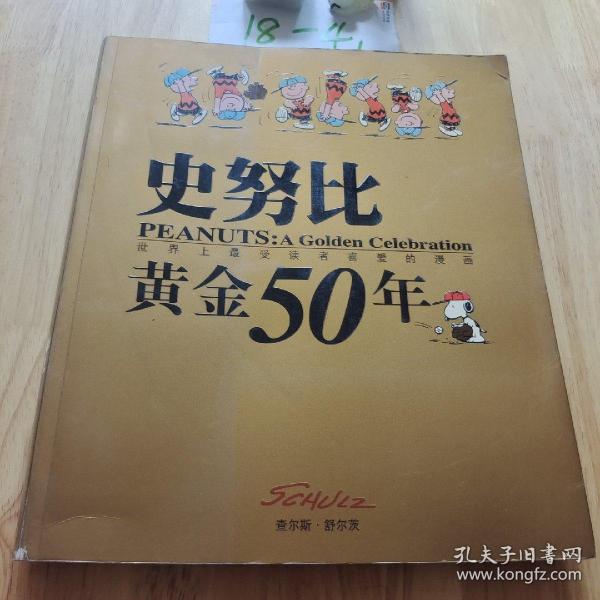 18-4,
史努比
PEANUTS: A Golden Celebration
世界上最受读者喜爱的漫画
黄金50年
SCHULZ
查尔斯·舒尔茨
孔夫子旧书网
www.kongfz.com